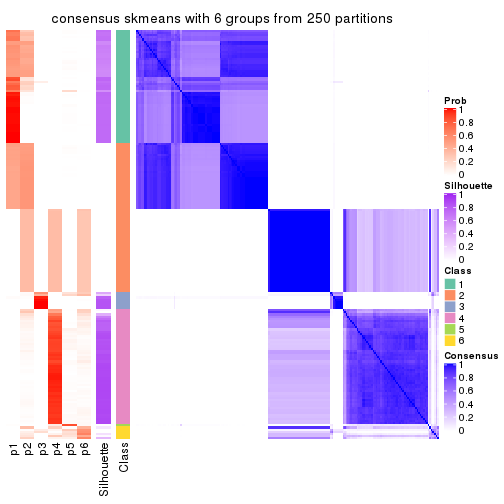 consensus skmeans with 6 groups from 250 partitions
Prob
1
0.8
0.6
0.4
0.2
0
Silhouette
1
0.8
0.6
0.4
0.2
0
Class
1
2
3
4
5
6
Consensus
1
0.8
0.6
0.4
0.2
0
p1
p2
p3
p4
p5
p6
Silhouette
Class